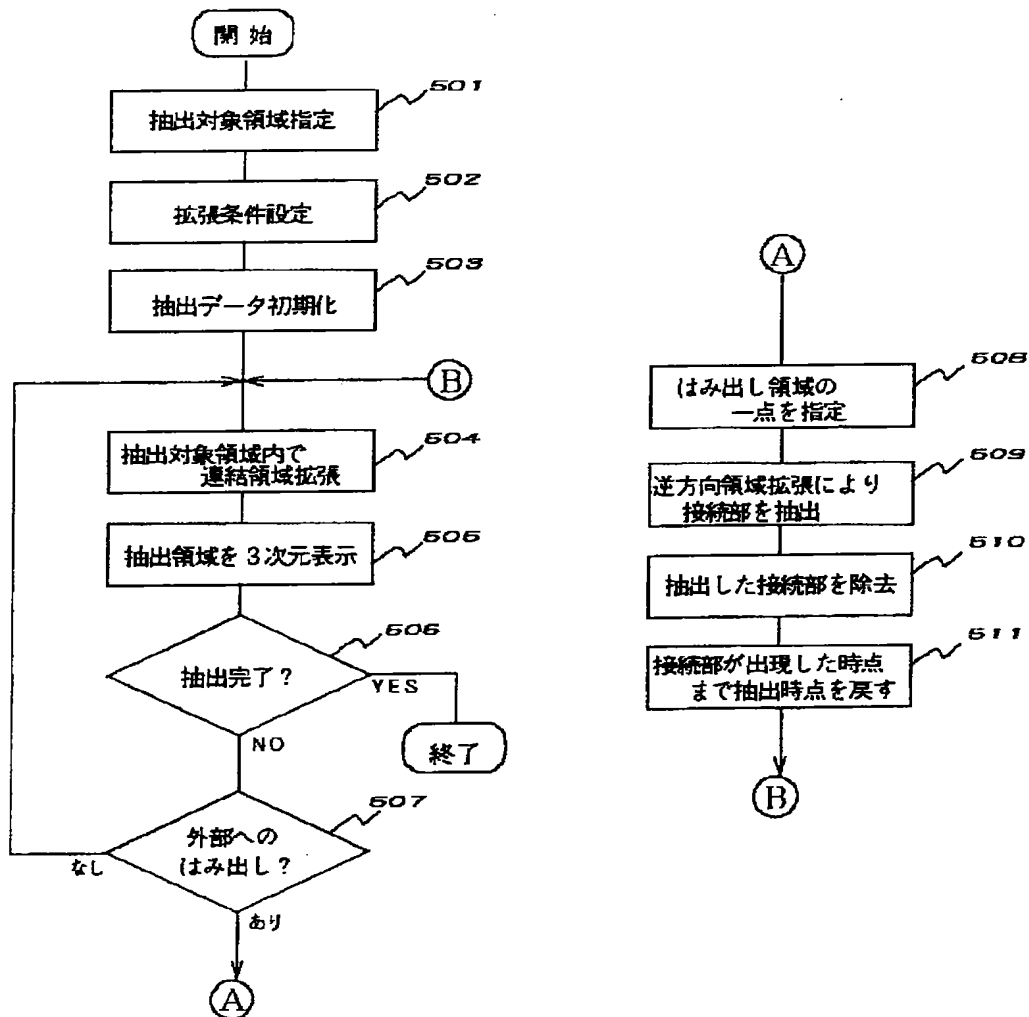 開始
501
抽出対象領域指定
502
拡張条件設定
503
抽出データ初期化
B
504
抽出対象領域内で
連結領域拡張
505
抽出領域を3次元表示
506
抽出完了?
YES
NO
終了
507
外部への
はみ出し?
なし
あり
A
A
508
はみ出し領域の
一点を指定
509
逆方向領域拡張により
接続部を抽出
510
抽出した接続部を除去
511
接続部が出現した時点
まで抽出時点を戻す
B